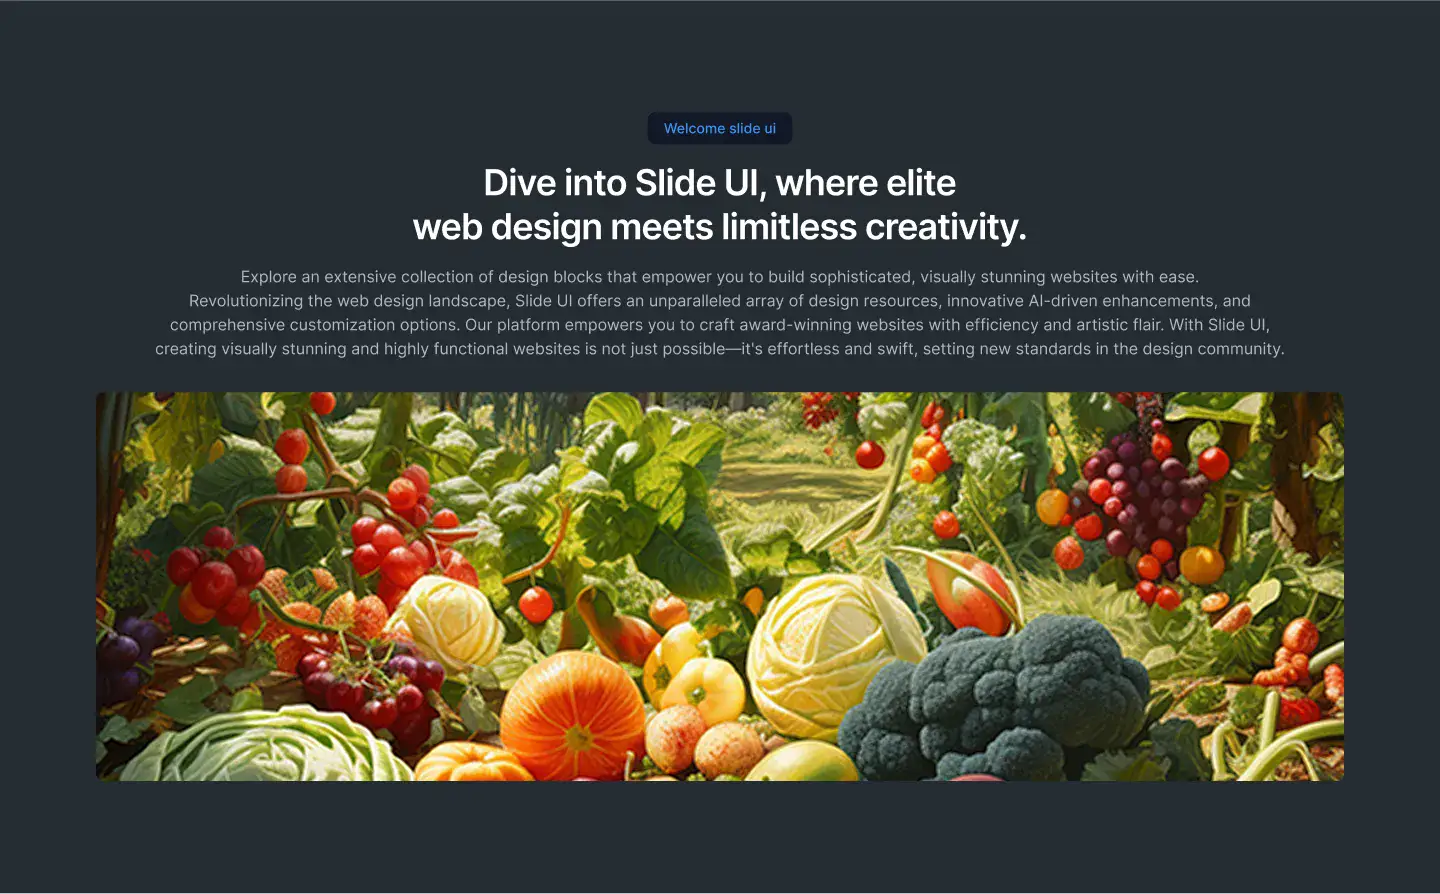 Welcome slide ui
Dive into Slide UI, where elite
web design meets limitless creativity.
Explore an extensive collection of design blocks that empower you to build sophisticated, visually stunning websites with ease.
Revolutionizing the web design landscape, Slide UI offers an unparalleled array of design resources, innovative AI-driven enhancements, and
comprehensive customization options. Our platform empowers you to craft award-winning websites with efficiency and artistic flair. With Slide UI,
creating visually stunning and highly functional websites is not just possible—it's effortless and swift, setting new standards in the design community.